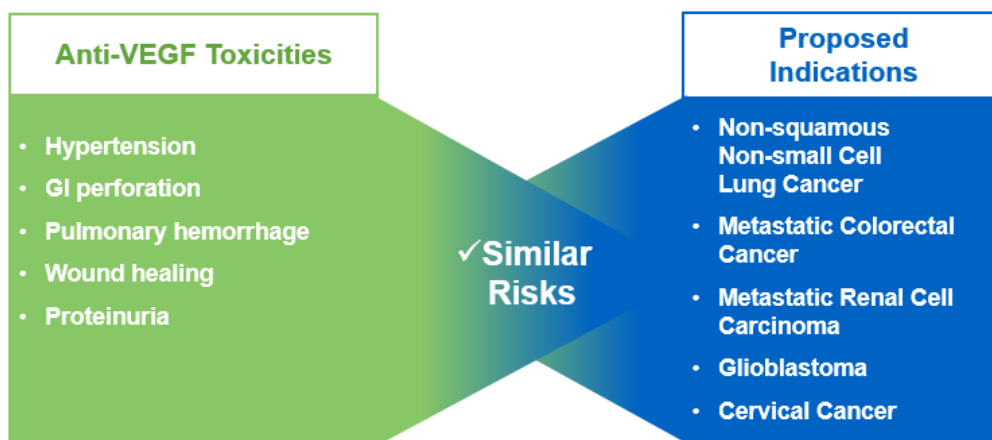 Anti-VEGF Toxicities
• Hypertension
• GI perforation
• Pulmonary hemorrhage
• Wound healing
• Proteinuria
✓Similar
Risks
Proposed
Indications
• Non-squamous
Non-small Cell
Lung Cancer
• Metastatic Colorectal
Cancer
• Metastatic Renal Cell
Carcinoma
• Glioblastoma
• Cervical Cancer